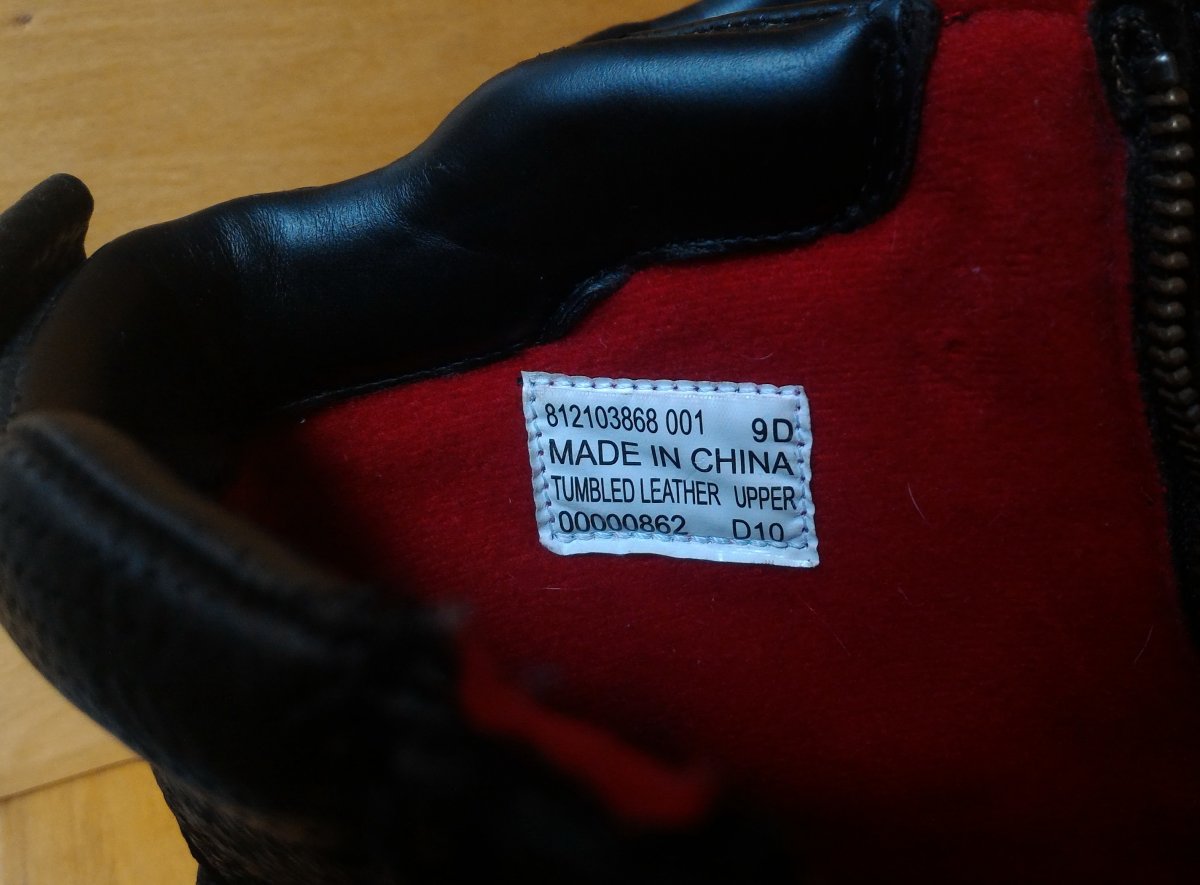 812103868 001 9D
MADE IN CHINA
TUMBLED LEATHER UPPER
00000862 D10